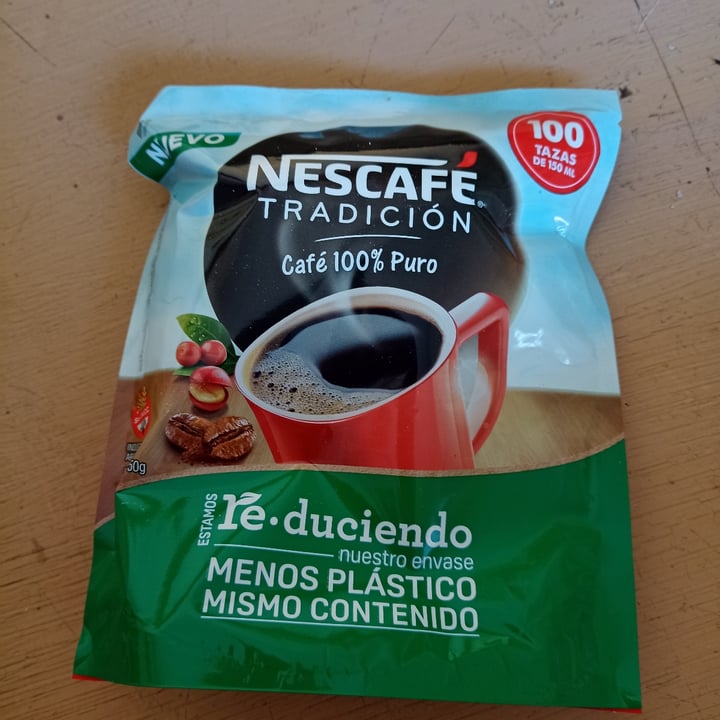 NUEVO
100
TAZAS
DE 150 ML
NESCAFÉ
TRADICIÓN
Café 100% Puro
50g
ESTAMOS
re·duciendo
nuestro envase
MENOS PLÁSTICO
MISMO CONTENIDO